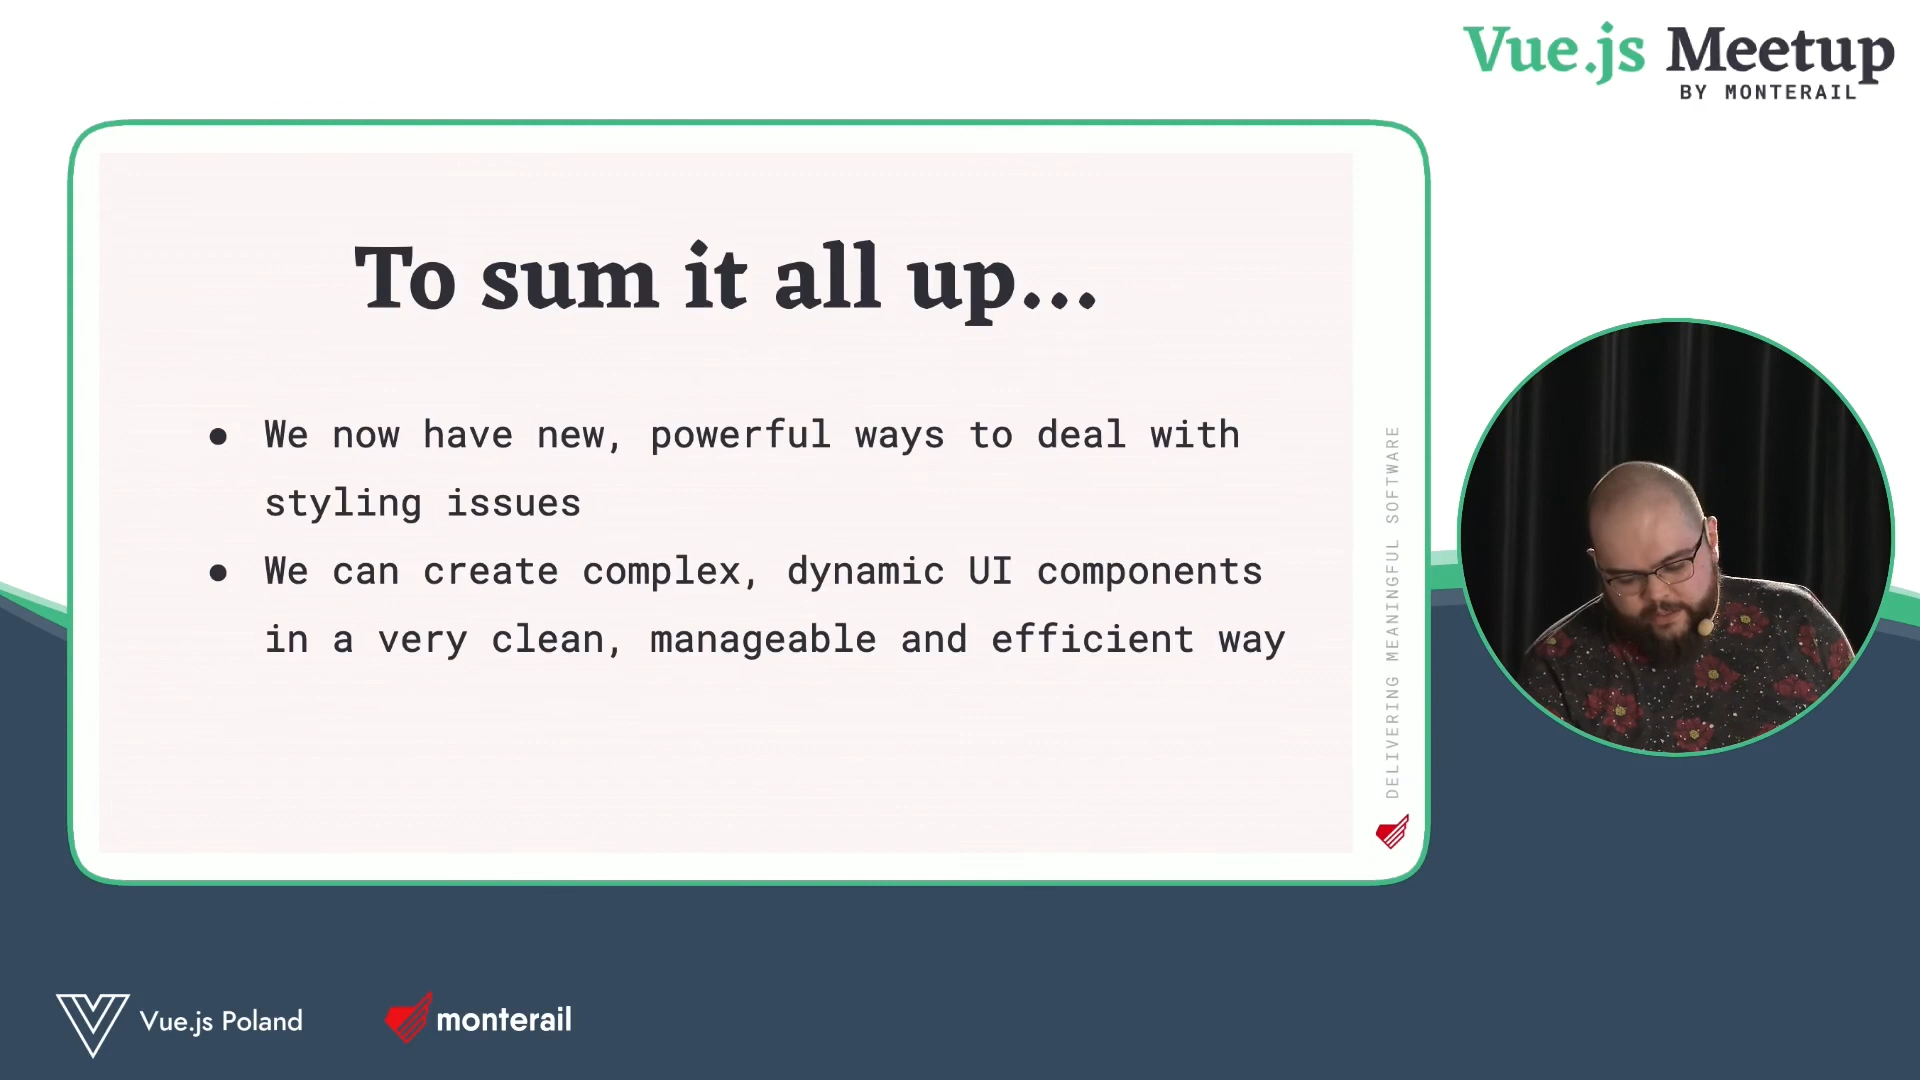 Vue.js Meetup
BY MONTERAIL
To sum it all up...
● We now have new, powerful ways to deal with
styling issues
● We can create complex, dynamic UI components
in a very clean, manageable and efficient way
DELIVERING MEANINGFUL SOFTWARE
Vue.js Poland
monterail